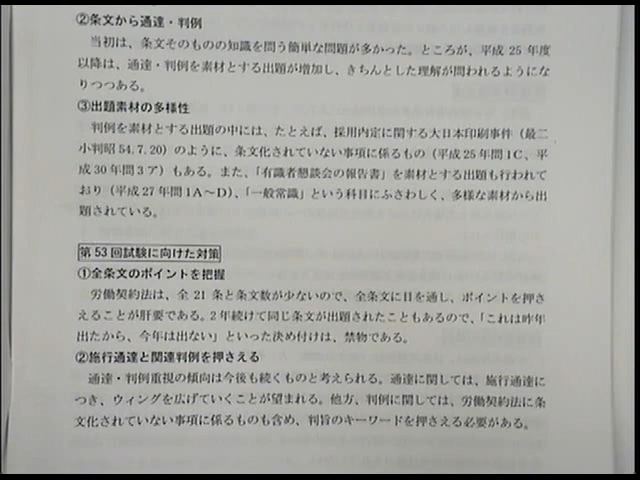 ②条文から通達・判例
当初は、条文そのものの知識を問う簡単な問題が多かった。ところが、平成 25 年度
以降は、通達・判例を素材とする出題が増加し、きちんとした理解が問われるようにな
りつつある。
③出題素材の多様性
判例を素材とする出題の中には、たとえば、採用内定に関する大日本印刷事件（最二
小判昭 54.7.20）のように、条文化されていない事項に係るもの（平成 25 年問 1 C、平
成 30 年問 3 ア）もある。また、「有識者懇談会の報告書」を素材とする出題も行われて
おり（平成 27 年問 1 A～D）、「一般常識」という科目にふさわしく、多様な素材から出
題されている。
第 53 回試験に向けた対策
①全条文のポイントを把握
労働契約法は、全 21 条と条文数が少ないので、全条文に目を通し、ポイントを押さ
えることが肝要である。2 年続けて同じ条文が出題されたこともあるので、「これは昨年
出たから、今年は出ない」といった決め付けは、禁物である。
②施行通達と関連判例を押さえる
通達・判例重視の傾向は今後も続くものと考えられる。通達に関しては、施行通達に
つき、ウィングを広げていくことが望まれる。他方、判例に関しては、労働契約法に条
文化されていない事項に係るものも含め、判旨のキーワードを押さえる必要がある。